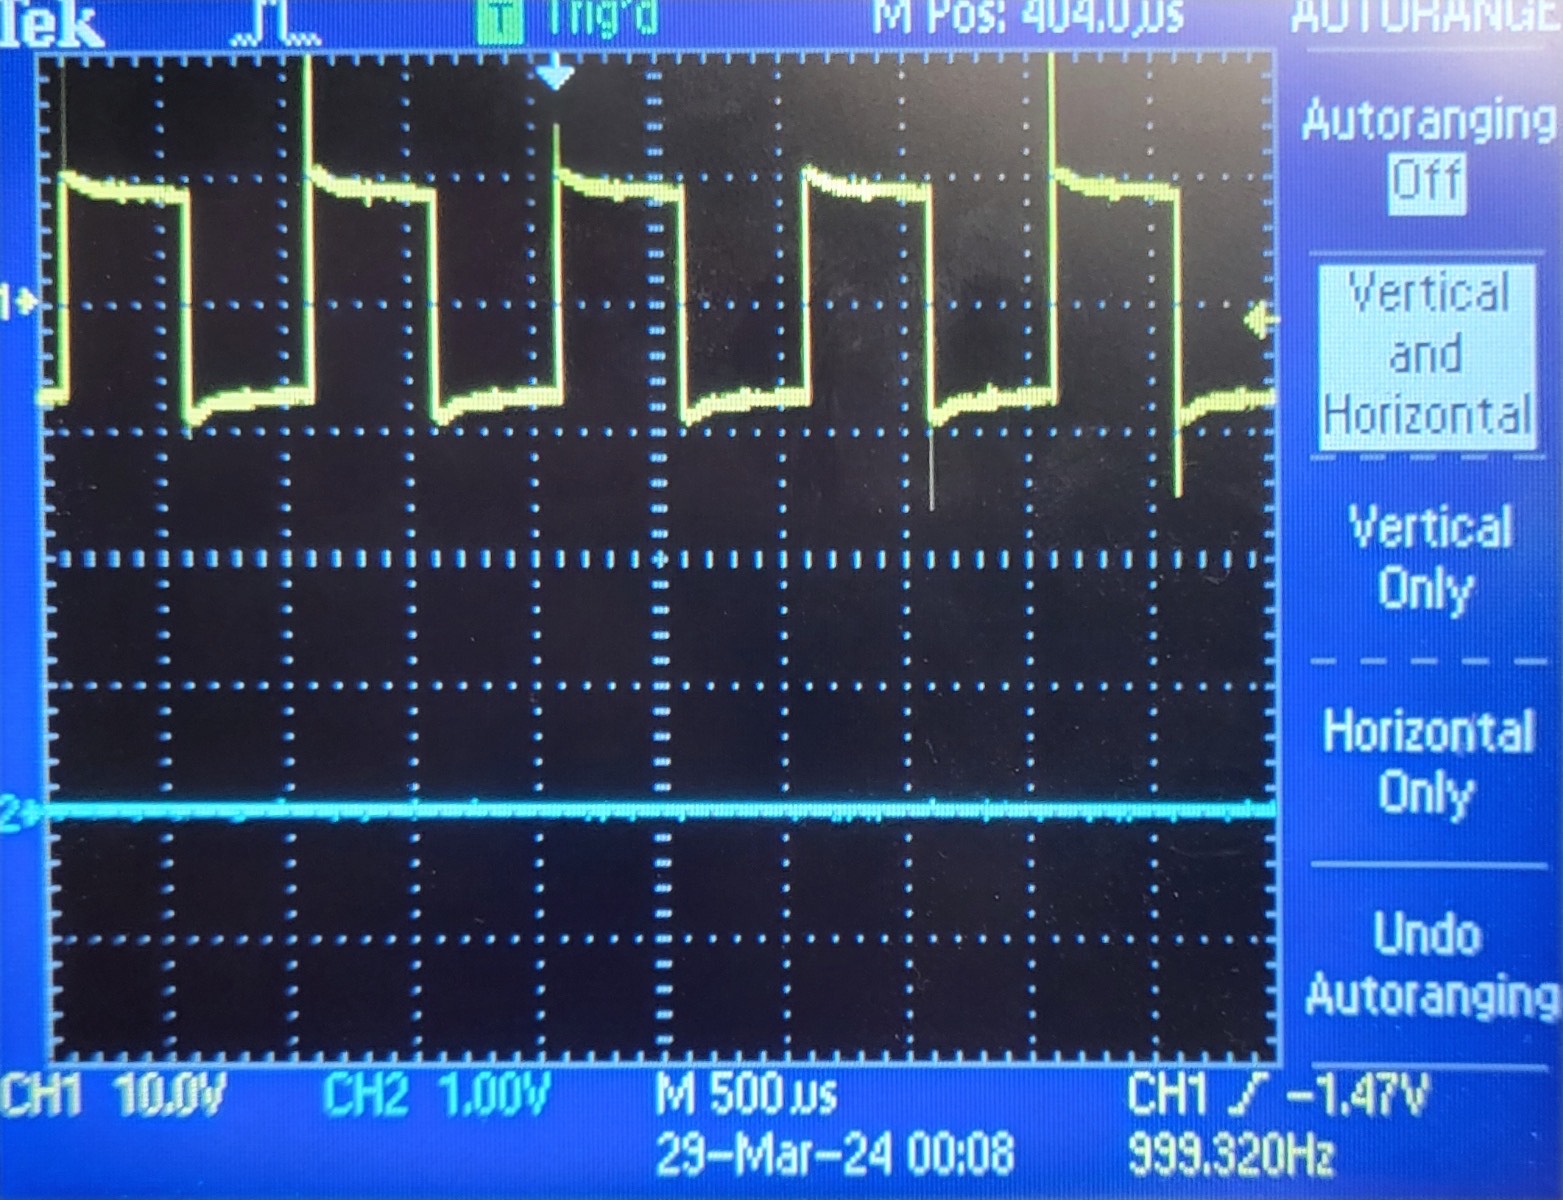 Tek T Trig'd M Pos: 404.0µs AUTORANGE
Autoranging
Off
Vertical
and
Horizontal
Vertical
Only
Horizontal
Only
Undo
Autoranging
1
2
CH1 10.0V CH2 1.00V M 500µs CH1 -1.47V
29-Mar-24 00:08 999.320Hz